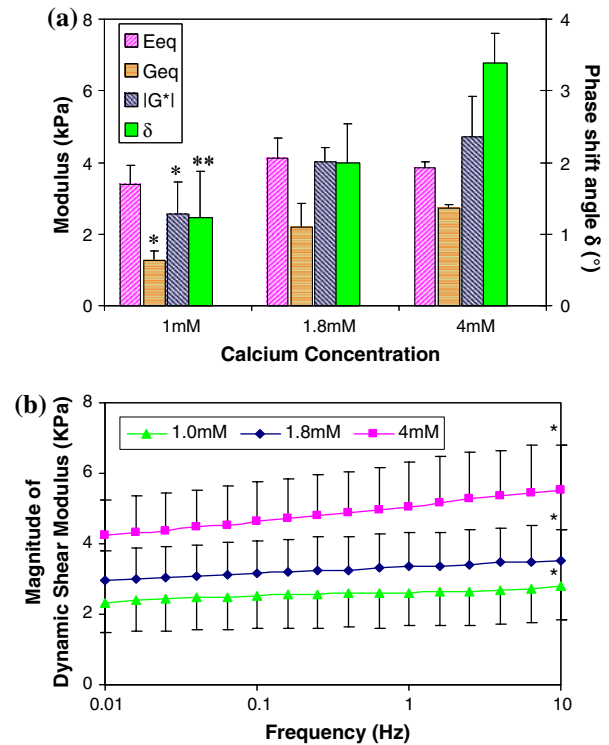 (a)
8
6
4
2
0
Modulus (kPa)
Eeq
Geq
|G*|
δ
*
*
**
4
3
2
1
0
Phase shift angle δ (°)
1mM
1.8mM
4mM
Calcium Concentration
(b)
8
6
4
2
0
Magnitude of
Dynamic Shear Modulus (KPa)
1.0mM
1.8mM
4mM
*
*
*
0.01
0.1
1
10
Frequency (Hz)